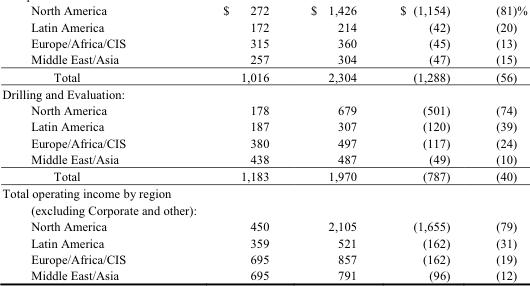 North America $ 272 $ 1,426 $ (1,154) (81)%
Latin America 172 214 (42) (20)
Europe/Africa/CIS 315 360 (45) (13)
Middle East/Asia 257 304 (47) (15)
Total 1,016 2,304 (1,288) (56)
Drilling and Evaluation:
North America 178 679 (501) (74)
Latin America 187 307 (120) (39)
Europe/Africa/CIS 380 497 (117) (24)
Middle East/Asia 438 487 (49) (10)
Total 1,183 1,970 (787) (40)
Total operating income by region
(excluding Corporate and other):
North America 450 2,105 (1,655) (79)
Latin America 359 521 (162) (31)
Europe/Africa/CIS 695 857 (162) (19)
Middle East/Asia 695 791 (96) (12)